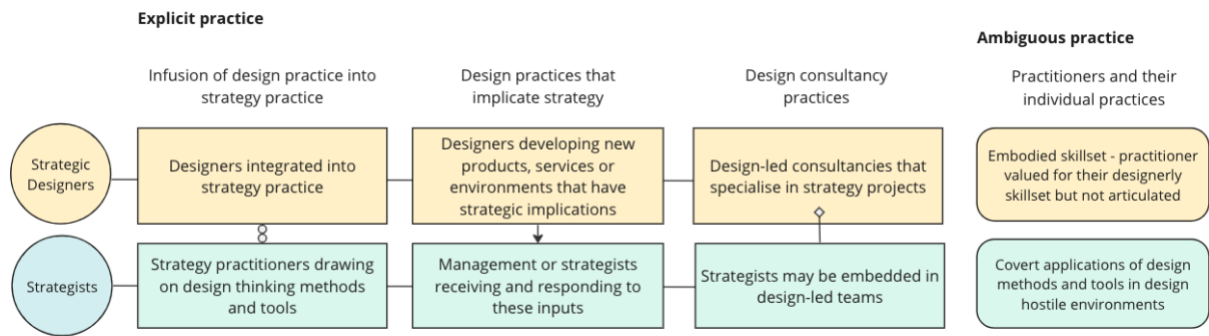 Explicit practice
Ambiguous practice
Infusion of design practice into
strategy practice
Design practices that
implicate strategy
Design consultancy
practices
Practitioners and their
individual practices
Strategic
Designers
Designers integrated into
strategy practice
Designers developing new
products, services or
environments that have
strategic implications
Design-led consultancies that
specialise in strategy projects
Embodied skillset - practitioner
valued for their designerly
skillset but not articulated
Strategists
Strategy practitioners drawing
on design thinking methods
and tools
Management or strategists
receiving and responding to
these inputs
Strategists may be embedded in
design-led teams
Covert applications of design
methods and tools in design
hostile environments